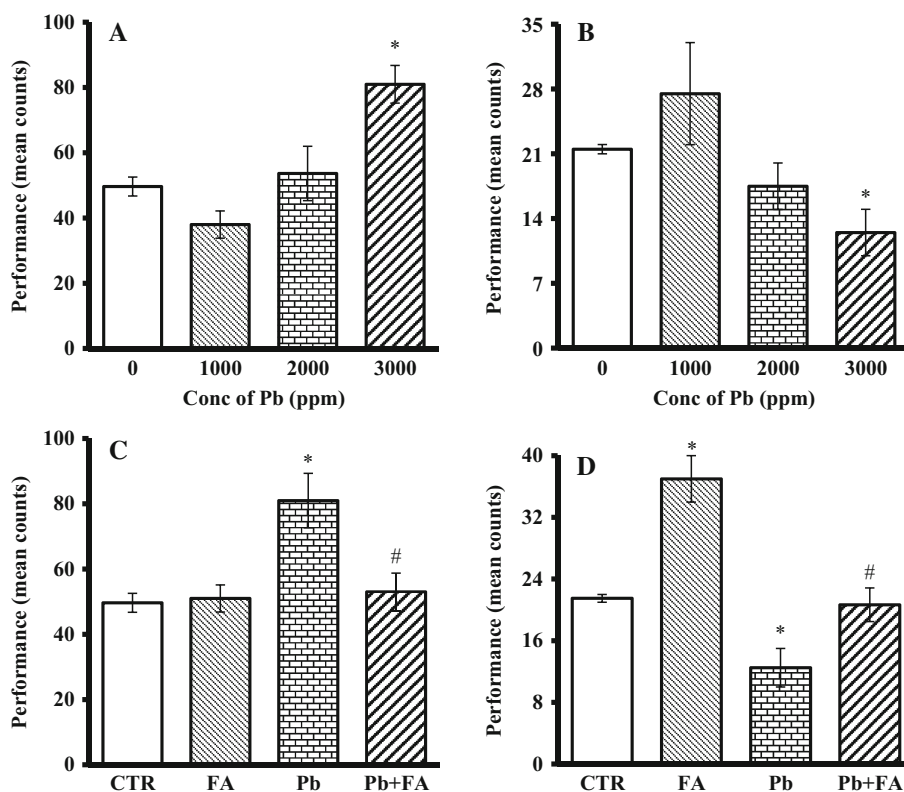 A
Performance (mean counts)
100
80
60
40
20
0
*
0 1000 2000 3000
Conc of Pb (ppm)
B
Performance (mean counts)
35
28
21
14
7
0
*
0 1000 2000 3000
Conc of Pb (ppm)
C
Performance (mean counts)
100
80
60
40
20
0
*
#
CTR FA Pb Pb+FA
D
Performance (mean counts)
40
32
24
16
8
0
*
*
#
CTR FA Pb Pb+FA